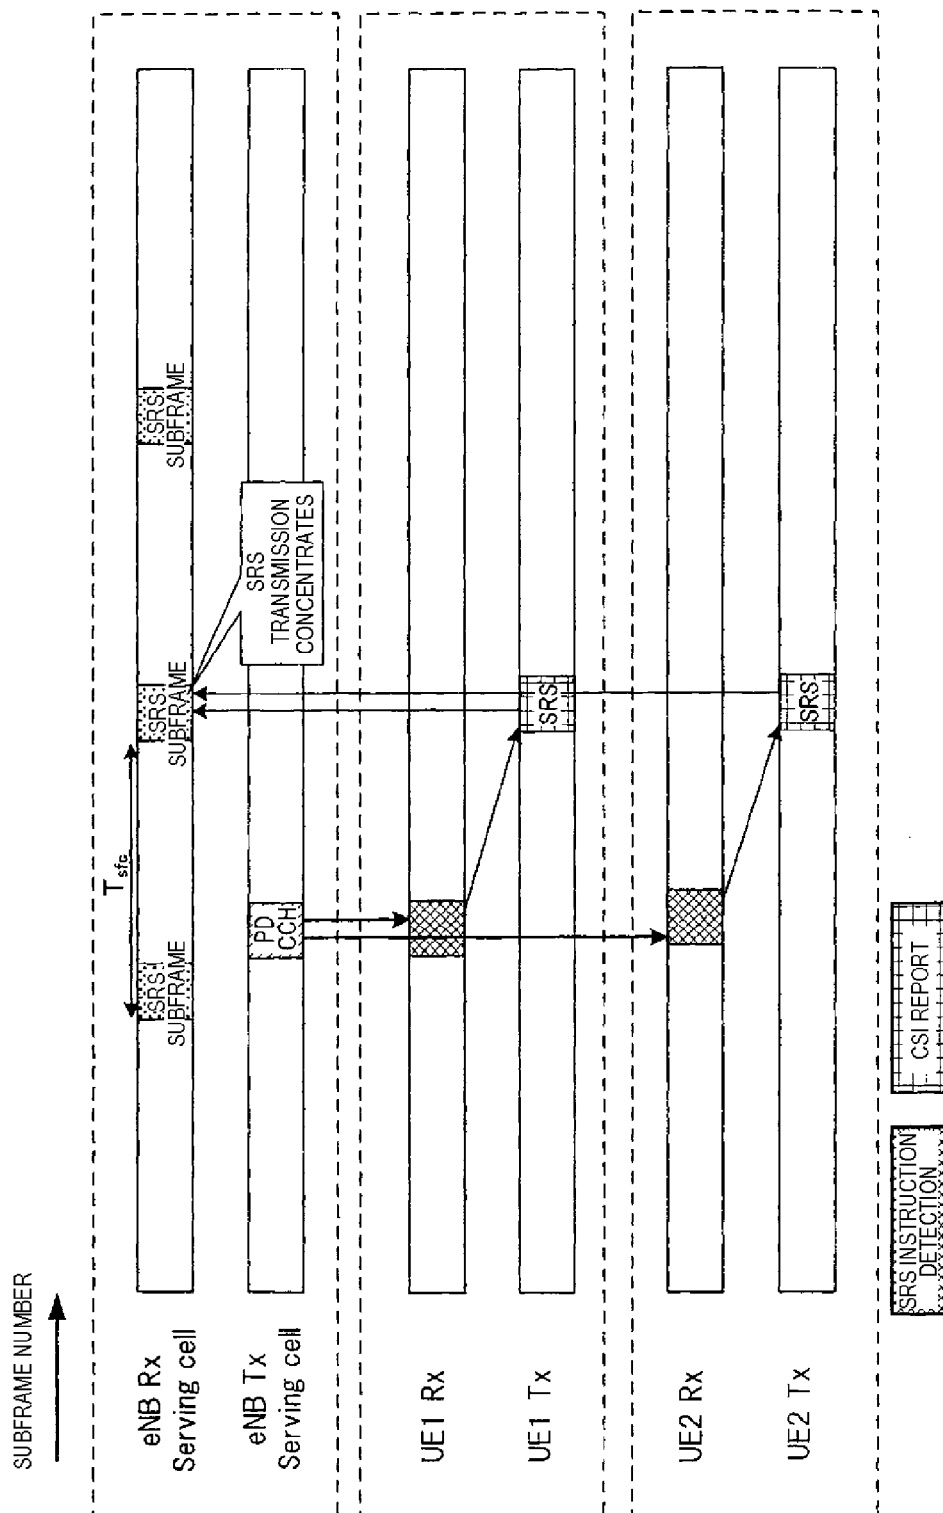 SUBFRAME NUMBER
eNB Rx
Serving cell
SRS
SUBFRAME
T_sfc
SRS
SUBFRAME
SRS
SUBFRAME
eNB Tx
Serving cell
PD
CCH
SRS
TRANSMISSION
CONCENTRATES
UE1 Rx
UE1 Tx
SRS
UE2 Rx
UE2 Tx
SRS
SRS INSTRUCTION
DETECTION
CSI REPORT